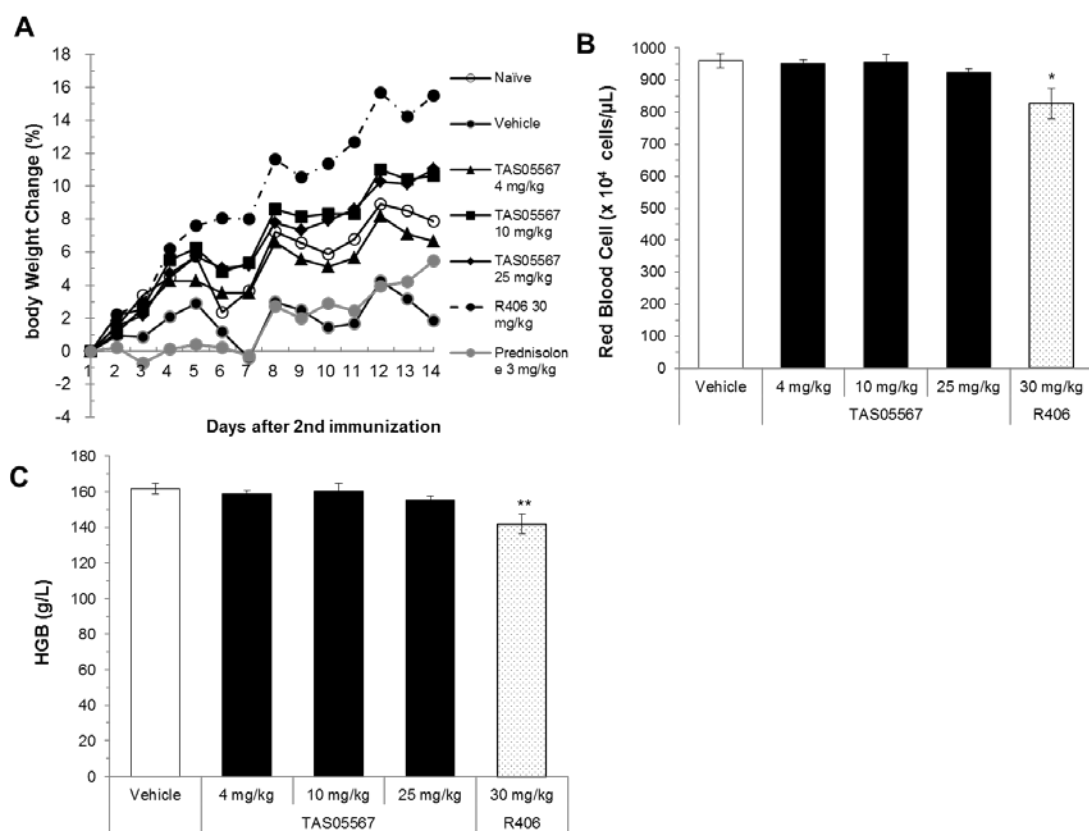 A
18
16
14
12
10
8
6
4
2
0
-2
-4
body Weight Change (%)
1 2 3 4 5 6 7 8 9 10 11 12 13 14
Days after 2nd immunization
Naïve
Vehicle
TAS05567
4 mg/kg
TAS05567
10 mg/kg
TAS05567
25 mg/kg
R406 30
mg/kg
Prednisolon
e 3 mg/kg
B
1000
900
800
700
600
500
400
300
200
100
0
Red Blood Cell (x 10⁴ cells/µL)
*
Vehicle 4 mg/kg 10 mg/kg 25 mg/kg 30 mg/kg
TAS05567 R406
C
180
160
140
120
100
80
60
40
20
0
HGB (g/L)
**
Vehicle 4 mg/kg 10 mg/kg 25 mg/kg 30 mg/kg
TAS05567 R406